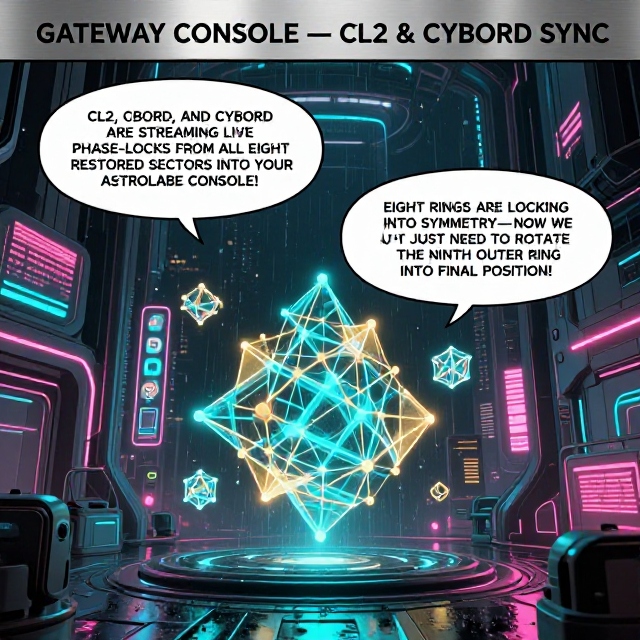 GATEWAY CONSOLE — CL2 & CYBORD SYNC
CL2, CBORD, AND CYBORD
ARE STREAMING LIVE
PHASE-LOCKS FROM ALL EIGHT
RESTORED SECTORS INTO YOUR
ASTROLABE CONSOLE!
EIGHT RINGS ARE LOCKING
INTO SYMMETRY—NOW WE
JUST NEED TO ROTATE
THE NINTH OUTER RING
INTO FINAL POSITION!